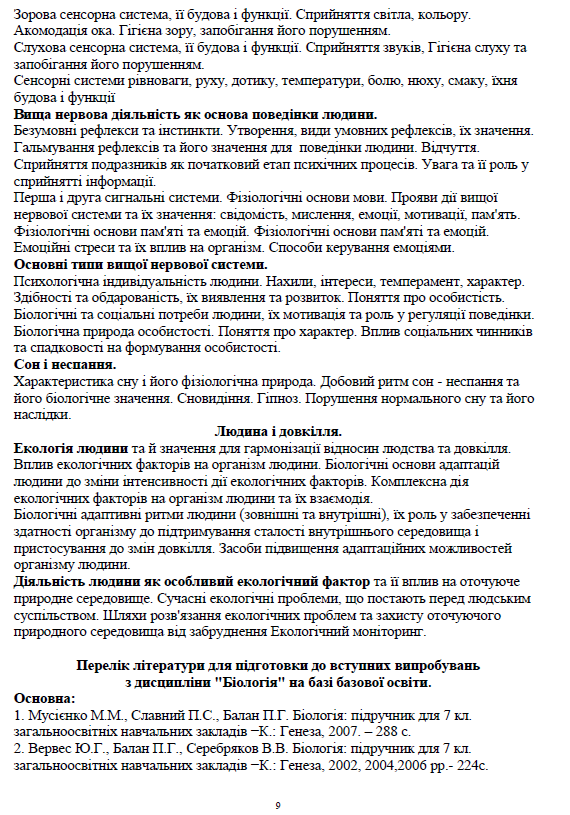 Зорова сенсорна система, її будова і функції. Сприйняття світла, кольору.
Акомодація ока. Гігієна зору, запобігання його порушенням.
Слухова сенсорна система, її будова і функції. Сприйняття звуків, Гігієна слуху та
запобігання його порушенням.
Сенсорні системи рівноваги, руху, дотику, температури, болю, нюху, смаку, їхня
будова і функції
Вища нервова діяльність як основа поведінки людини.
Безумовні рефлекси та інстинкти. Утворення, види умовних рефлексів, їх значення.
Гальмування рефлексів та його значення для поведінки людини. Відчуття.
Сприйняття подразників як початковий етап психічних процесів. Увага та її роль у
сприйнятті інформації.
Перша і друга сигнальні системи. Фізіологічні основи мови. Прояви дії вищої
нервової системи та їх значення: свідомість, мислення, емоції, мотивації, пам'ять.
Фізіологічні основи пам'яті та емоцій. Фізіологічні основи пам'яті та емоцій.
Емоційні стреси та їх вплив на організм. Способи керування емоціями.
Основні типи вищої нервової системи.
Психологічна індивідуальність людини. Нахили, інтереси, темперамент, характер.
Здібності та обдарованість, їх виявлення та розвиток. Поняття про особистість.
Біологічні та соціальні потреби людини, їх мотивація та роль у регуляції поведінки.
Біологічна природа особистості. Поняття про характер. Вплив соціальних чинників
та спадковості на формування особистості.
Сон і неспання.
Характеристика сну і його фізіологічна природа. Добовий ритм сон - неспання та
його біологічне значення. Сновидіння. Гіпноз. Порушення нормального сну та його
наслідки.
Людина і довкілля.
Екологія людини та й значення для гармонізації відносин людства та довкілля.
Вплив екологічних факторів на організм людини. Біологічні основи адаптацій
людини до зміни інтенсивності дії екологічних факторів. Комплексна дія
екологічних факторів на організм людини та їх взаємодія.
Біологічні адаптивні ритми людини (зовнішні та внутрішні), їх роль у забезпеченні
здатності організму до підтримування сталості внутрішнього середовища і
пристосування до змін довкілля. Засоби підвищення адаптаційних можливостей
організму людини.
Діяльність людини як особливий екологічний фактор та її вплив на оточуюче
природне середовище. Сучасні екологічні проблеми, що постають перед людським
суспільством. Шляхи розв'язання екологічних проблем та захисту оточуючого
природного середовища від забруднення Екологічний моніторинг.
Перелік літератури для підготовки до вступних випробувань
з дисципліни "Біологія" на базі базової освіти.
Основна:
1. Мусієнко М.М., Славний П.С., Балан П.Г. Біологія: підручник для 7 кл.
загальноосвітніх навчальних закладів −К.: Генеза, 2007. – 288 с.
2. Вервес Ю.Г., Балан П.Г., Серебряков В.В. Біологія: підручник для 7 кл.
загальноосвітніх навчальних закладів −К.: Генеза, 2002, 2004,2006 рр.- 224с.
9